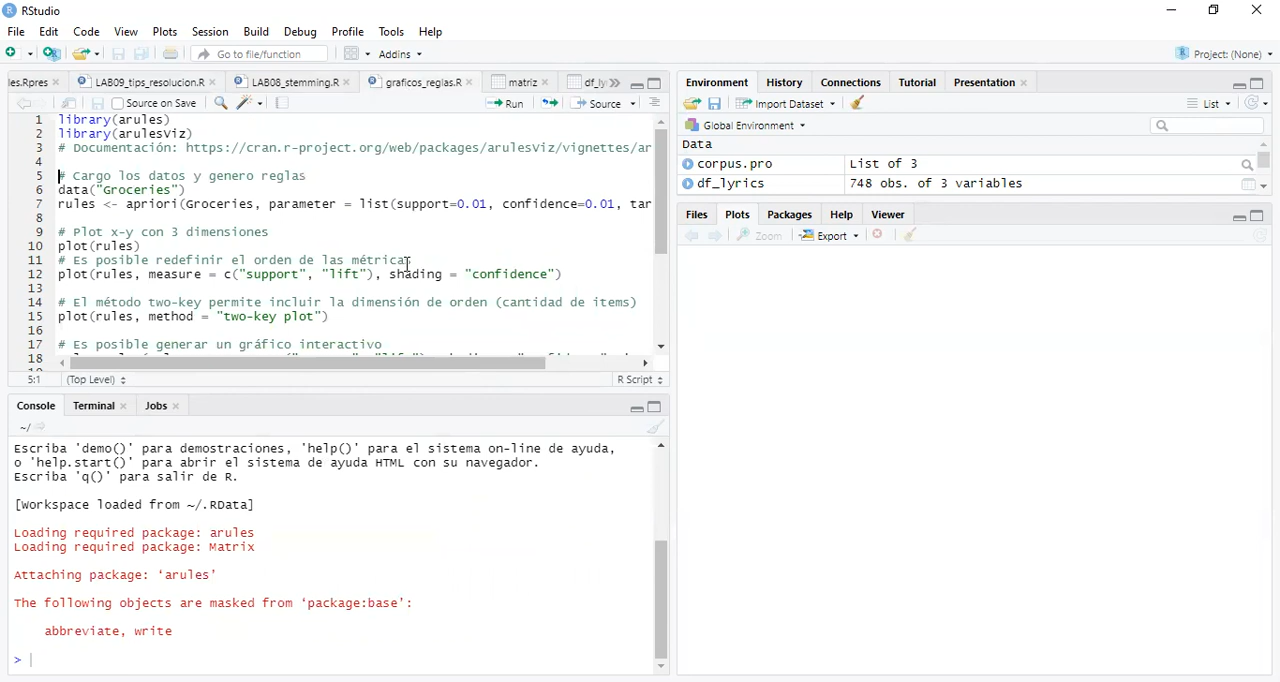 RStudio
File Edit Code View Plots Session Build Debug Profile Tools Help
Go to file/function Addins Project: (None)
es.Rpres LAB09_tips_resolucion.R LAB08_stemming.R graficos_reglas.R matriz df_ly
Source on Save Run Source
1 library(arules)
2 library(arulesViz)
3 # Documentación: https://cran.r-project.org/web/packages/arulesViz/vignettes/ar
4
5 # Cargo los datos y genero reglas
6 data("Groceries")
7 rules <- apriori(Groceries, parameter = list(support=0.01, confidence=0.01, tar
8
9 # Plot x-y con 3 dimensiones
10 plot(rules)
11 # Es posible redefinir el orden de las métricas
12 plot(rules, measure = c("support", "lift"), shading = "confidence")
13
14 # El método two-key permite incluir la dimensión de orden (cantidad de items)
15 plot(rules, method = "two-key plot")
16
17 # Es posible generar un gráfico interactivo
18
5:1 (Top Level) R Script
Console Terminal Jobs
~/
Escriba 'demo()' para demostraciones, 'help()' para el sistema on-line de ayuda,
o 'help.start()' para abrir el sistema de ayuda HTML con su navegador.
Escriba 'q()' para salir de R.
[Workspace loaded from ~/.RData]
Loading required package: arules
Loading required package: Matrix
Attaching package: ‘arules’
The following objects are masked from ‘package:base’:
abbreviate, write
>
Environment History Connections Tutorial Presentation
Import Dataset List
Global Environment
Data
corpus.pro List of 3
df_lyrics 748 obs. of 3 variables
Files Plots Packages Help Viewer
Zoom Export